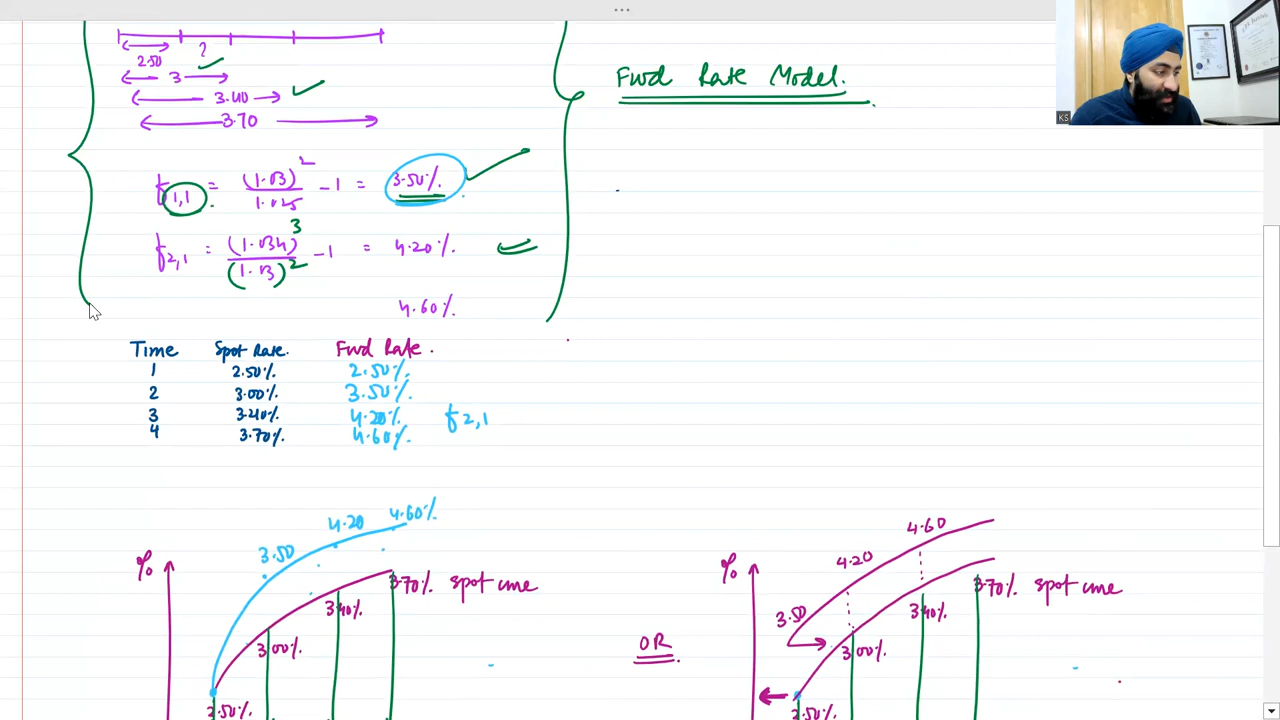 2.50 ?
3
3.40
3.70
Fwd Rate Model.
f1,1 = (1.03)^2 / 1.025 - 1 = 3.50%
f2,1 = (1.034)^3 / (1.03)^2 - 1 = 4.20%
4.60%
Time Spot Rate. Fwd Rate.
1 2.50% 2.50%
2 3.00% 3.50%
3 3.40% 4.20% f2,1
4 3.70% 4.60%
% 3.50 4.20 4.60%
3.70% Spot curve
3.40%
3.00%
2.50%
OR
% 3.50 4.20 4.60
3.70% Spot curve
3.40%
3.00%
2.50%
KS